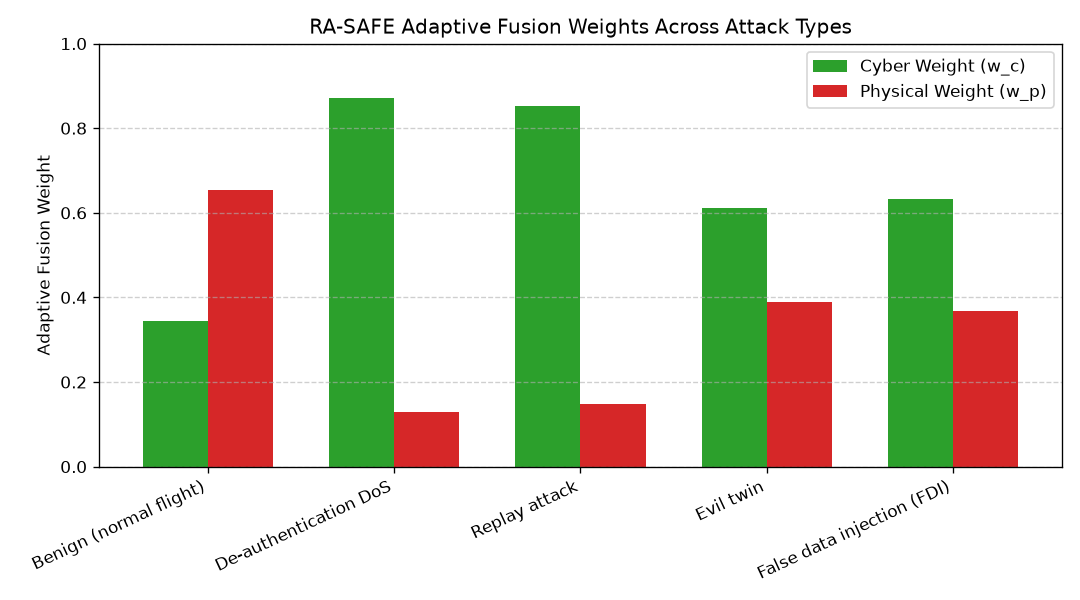 RA-SAFE Adaptive Fusion Weights Across Attack Types
Cyber Weight (w_c)
Physical Weight (w_p)
Adaptive Fusion Weight
1.0
0.8
0.6
0.4
0.2
0.0
Benign (normal flight)
De-authentication DoS
Replay attack
Evil twin
False data injection (FDI)